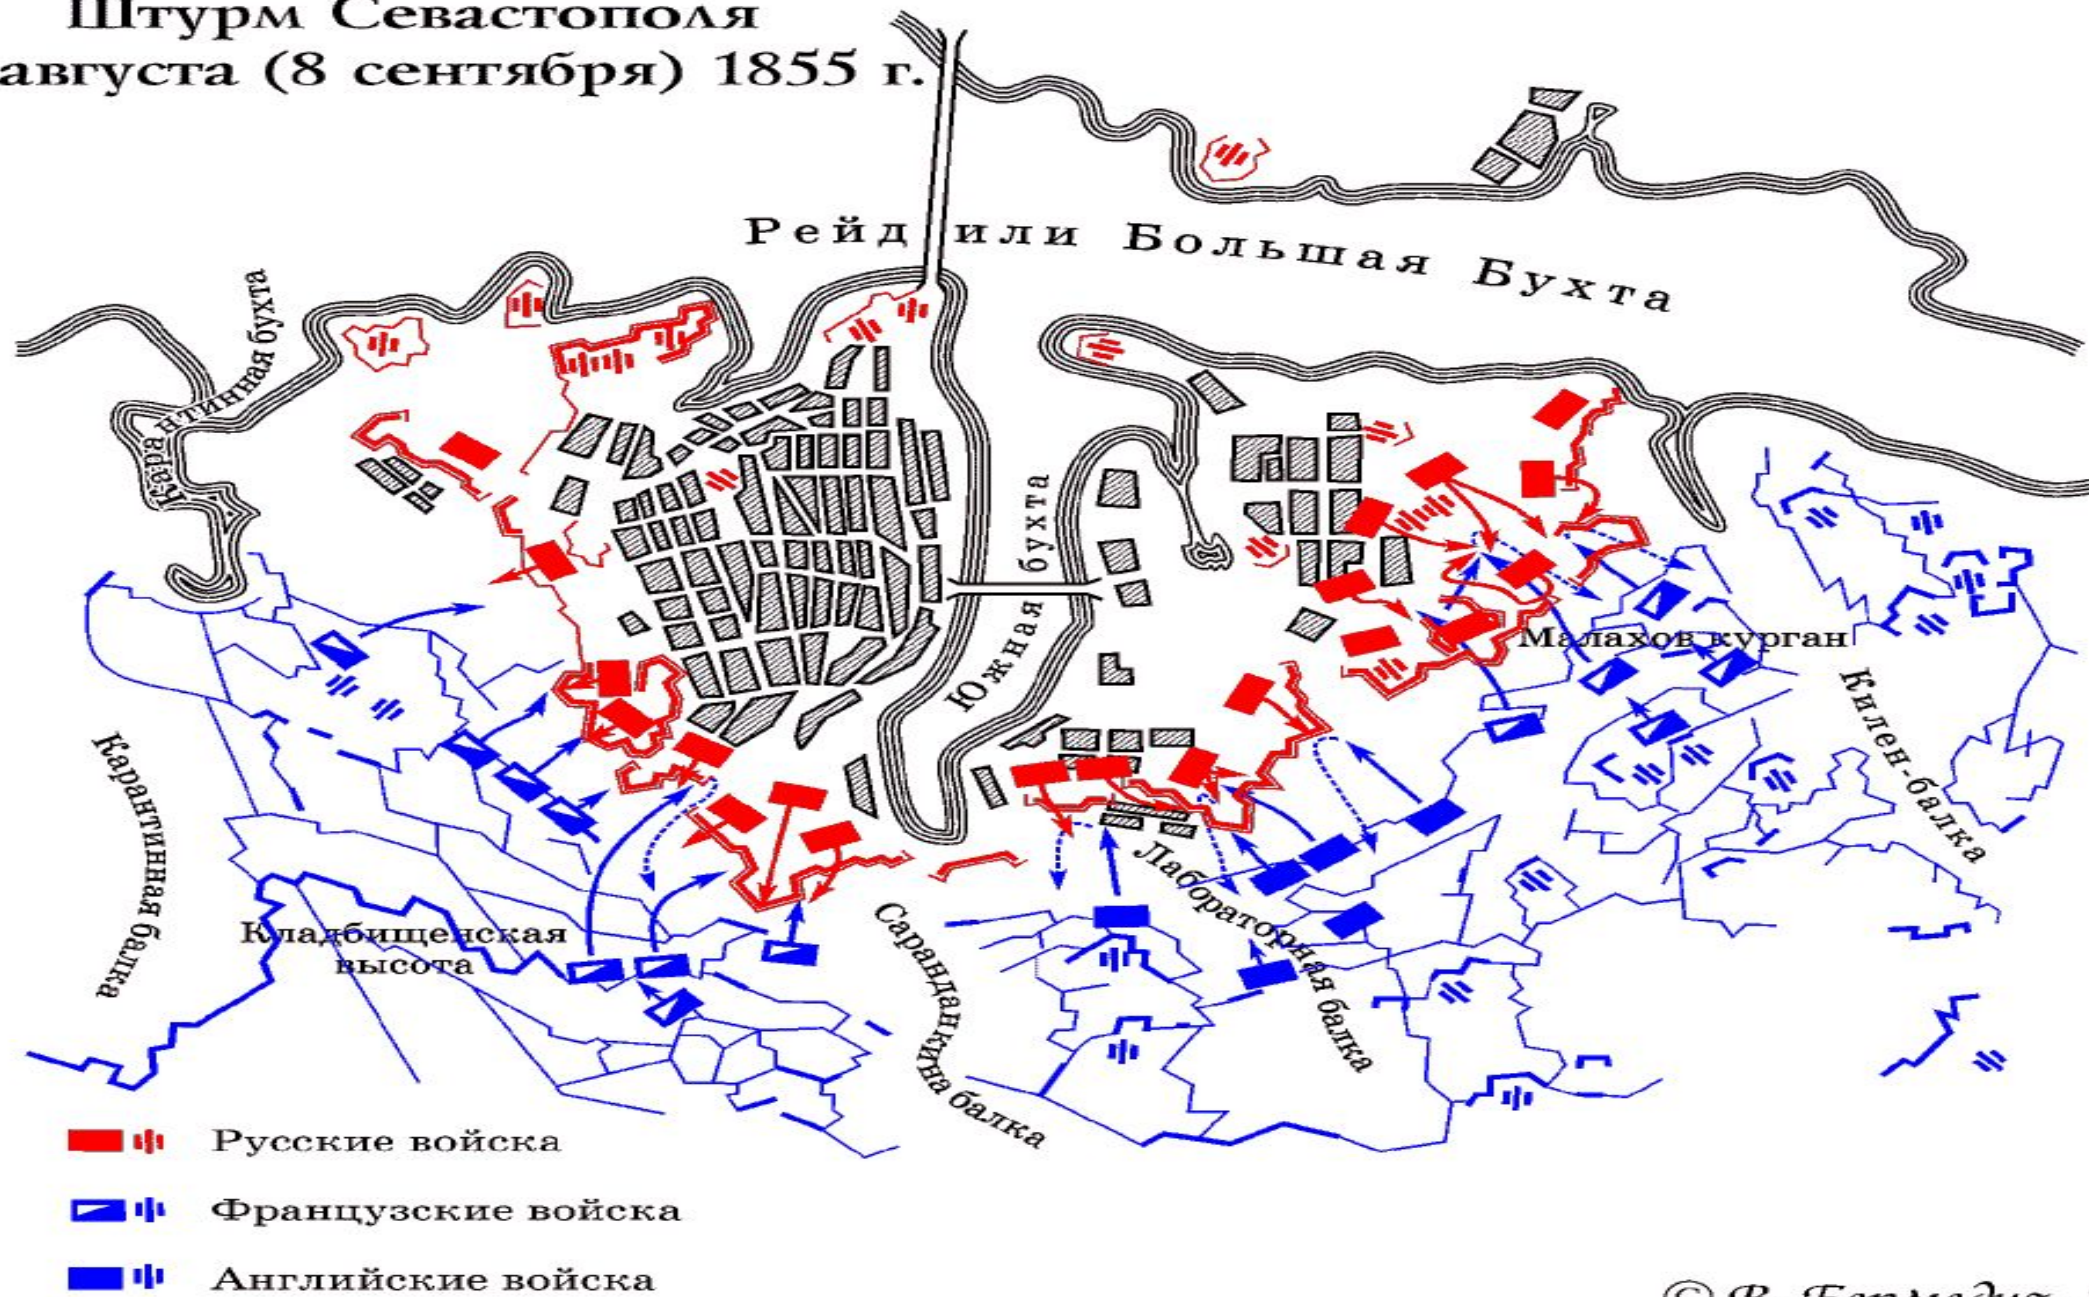 Штурм Севастополя
августа (8 сентября) 1855 г.
Рейд или Большая Бухта
Карантинная бухта
Южная бухта
Малахов курган
Килен-балка
Карантинная балка
Кладбищенская
высота
Сарандакина балка
Лабораторная балка
Русские войска
Французские войска
Английские войска
©